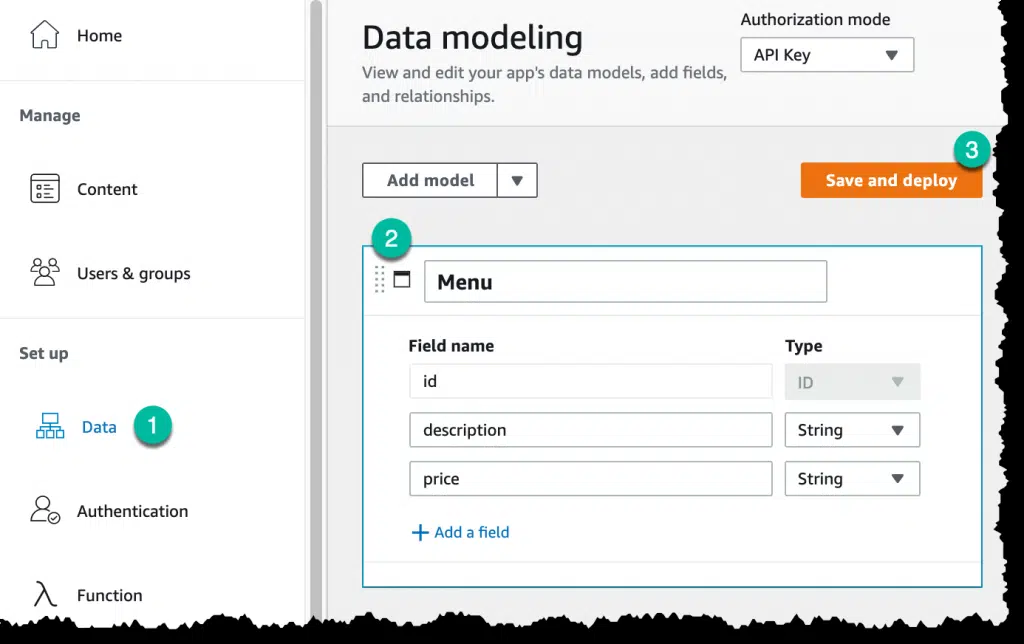 Home
Manage
Content
Users & groups
Set up
Data
1
Authentication
Function
Data modeling
View and edit your app's data models, add fields,
and relationships.
Authorization mode
API Key
Add model
Save and deploy
3
2
Menu
Field name
Type
id
ID
description
String
price
String
Add a field